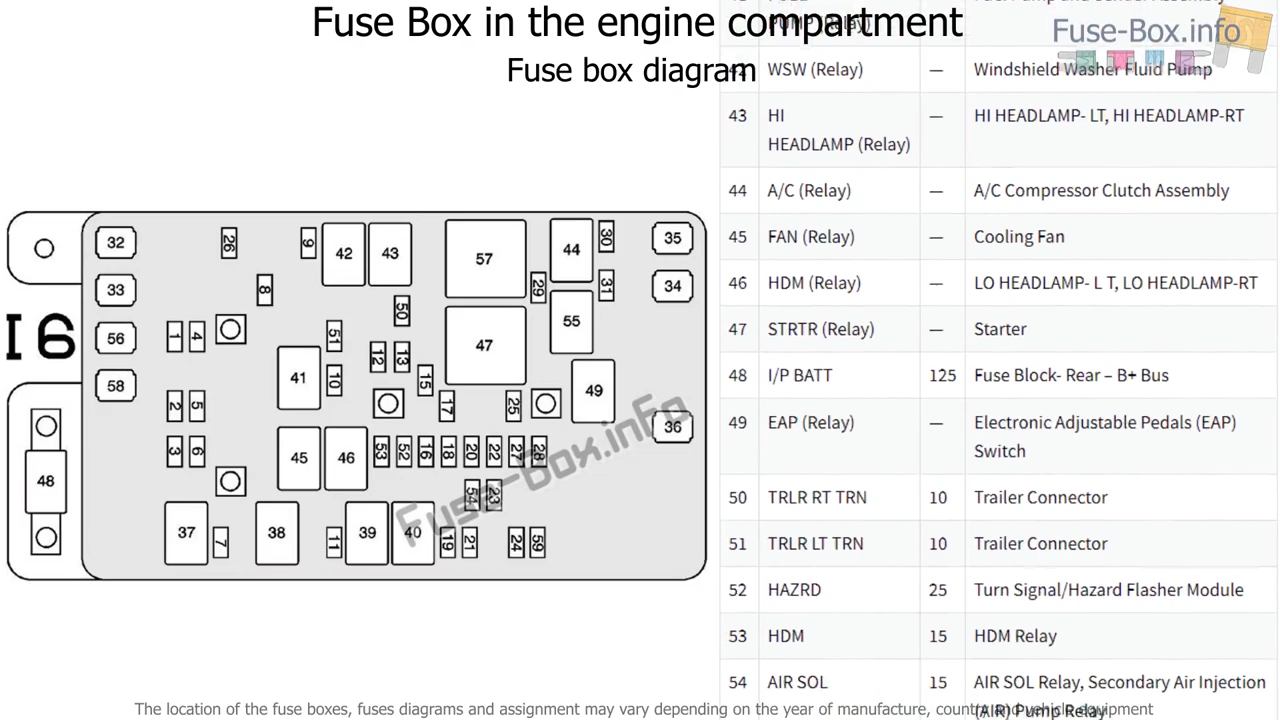 Fuse Box in the engine compartment
Fuse box diagram
Fuse-Box.info
PUMP (Relay)
42 WSW (Relay) — Windshield Washer Fluid Pump
43 HI — HI HEADLAMP- LT, HI HEADLAMP-RT
HEADLAMP (Relay)
44 A/C (Relay) — A/C Compressor Clutch Assembly
45 FAN (Relay) — Cooling Fan
46 HDM (Relay) — LO HEADLAMP- L T, LO HEADLAMP-RT
47 STRTR (Relay) — Starter
48 I/P BATT 125 Fuse Block- Rear – B+ Bus
49 EAP (Relay) — Electronic Adjustable Pedals (EAP)
Switch
50 TRLR RT TRN 10 Trailer Connector
51 TRLR LT TRN 10 Trailer Connector
52 HAZRD 25 Turn Signal/Hazard Flasher Module
53 HDM 15 HDM Relay
54 AIR SOL 15 AIR SOL Relay, Secondary Air Injection
(AIR) Pump Relay
32 26 9 42 43 57 44 30 35
33 8 29 31 34
I6 56 1 4 51 50 47 55
58 41 10 12 13 15 49
2 5 17 25 36
3 6 45 46 53 52 16 18 20 22 27 28
48 54 23
37 7 38 11 39 40 19 21 24 59
Fuse-Box.inFo
The location of the fuse boxes, fuses diagrams and assignment may vary depending on the year of manufacture, country and vehicle equipment